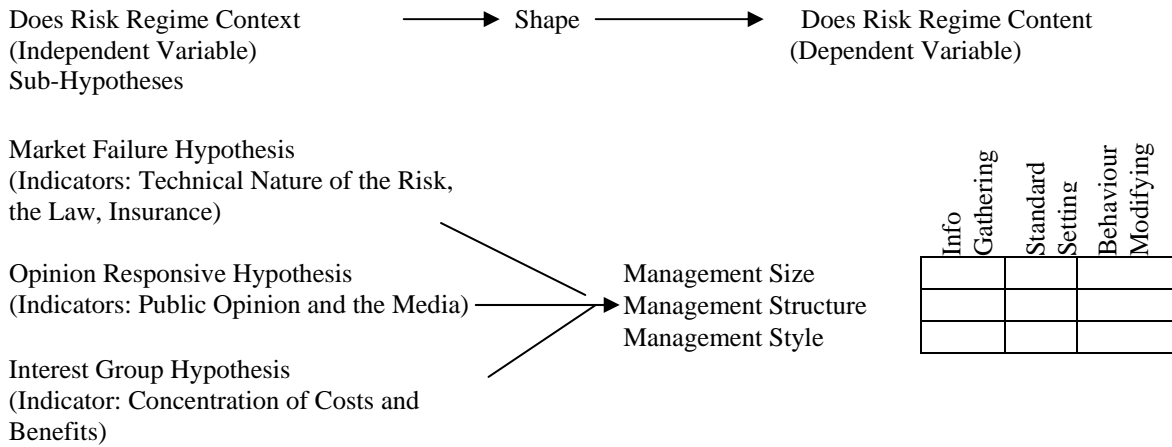 Does Risk Regime Context
Shape
Does Risk Regime Content
(Independent Variable)
(Dependent Variable)
Sub-Hypotheses
Market Failure Hypothesis
(Indicators: Technical Nature of the Risk,
the Law, Insurance)
Info
Gathering
Standard
Setting
Behaviour
Modifying
Opinion Responsive Hypothesis
(Indicators: Public Opinion and the Media)
Management Size
Management Structure
Management Style
Interest Group Hypothesis
(Indicator: Concentration of Costs and
Benefits)